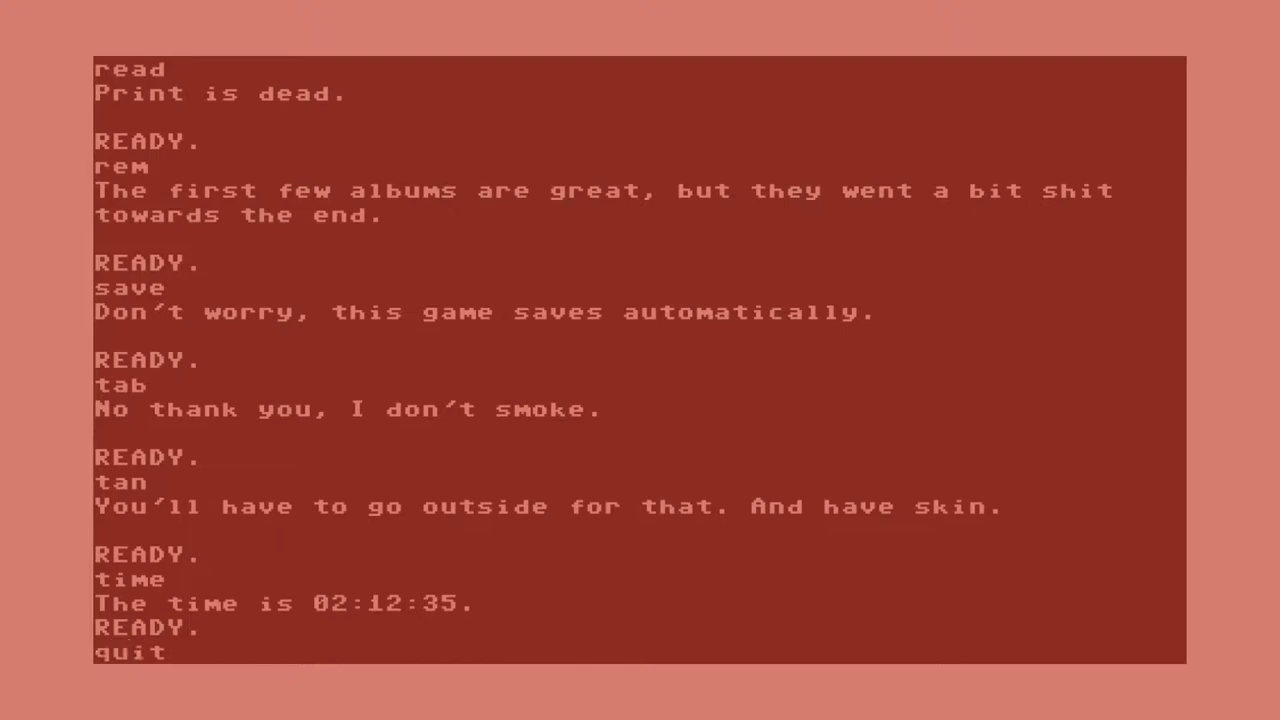 read
Print is dead.
READY.
rem
The first few albums are great, but they went a bit shit
towards the end.
READY.
save
Don't worry, this game saves automatically.
READY.
tab
No thank you, I don't smoke.
READY.
tan
You'll have to go outside for that. And have skin.
READY.
time
The time is 02:12:35.
READY.
quit